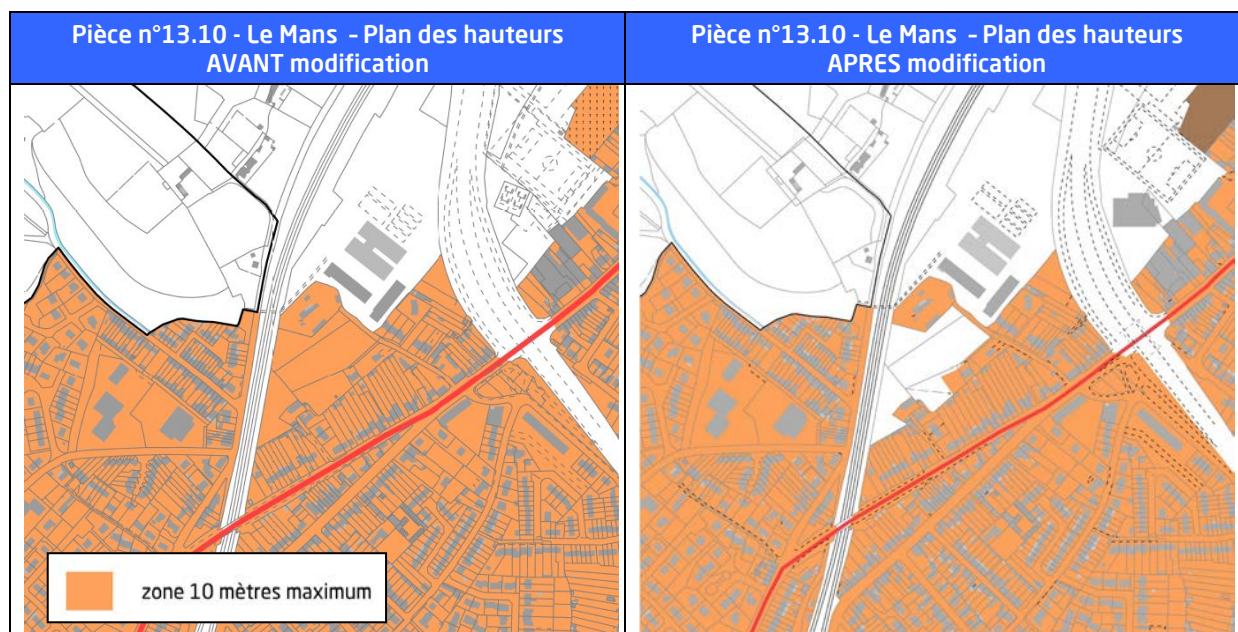 Pièce n°13.10 - Le Mans – Plan des hauteurs
AVANT modification
Pièce n°13.10 - Le Mans – Plan des hauteurs
APRES modification
zone 10 mètres maximum